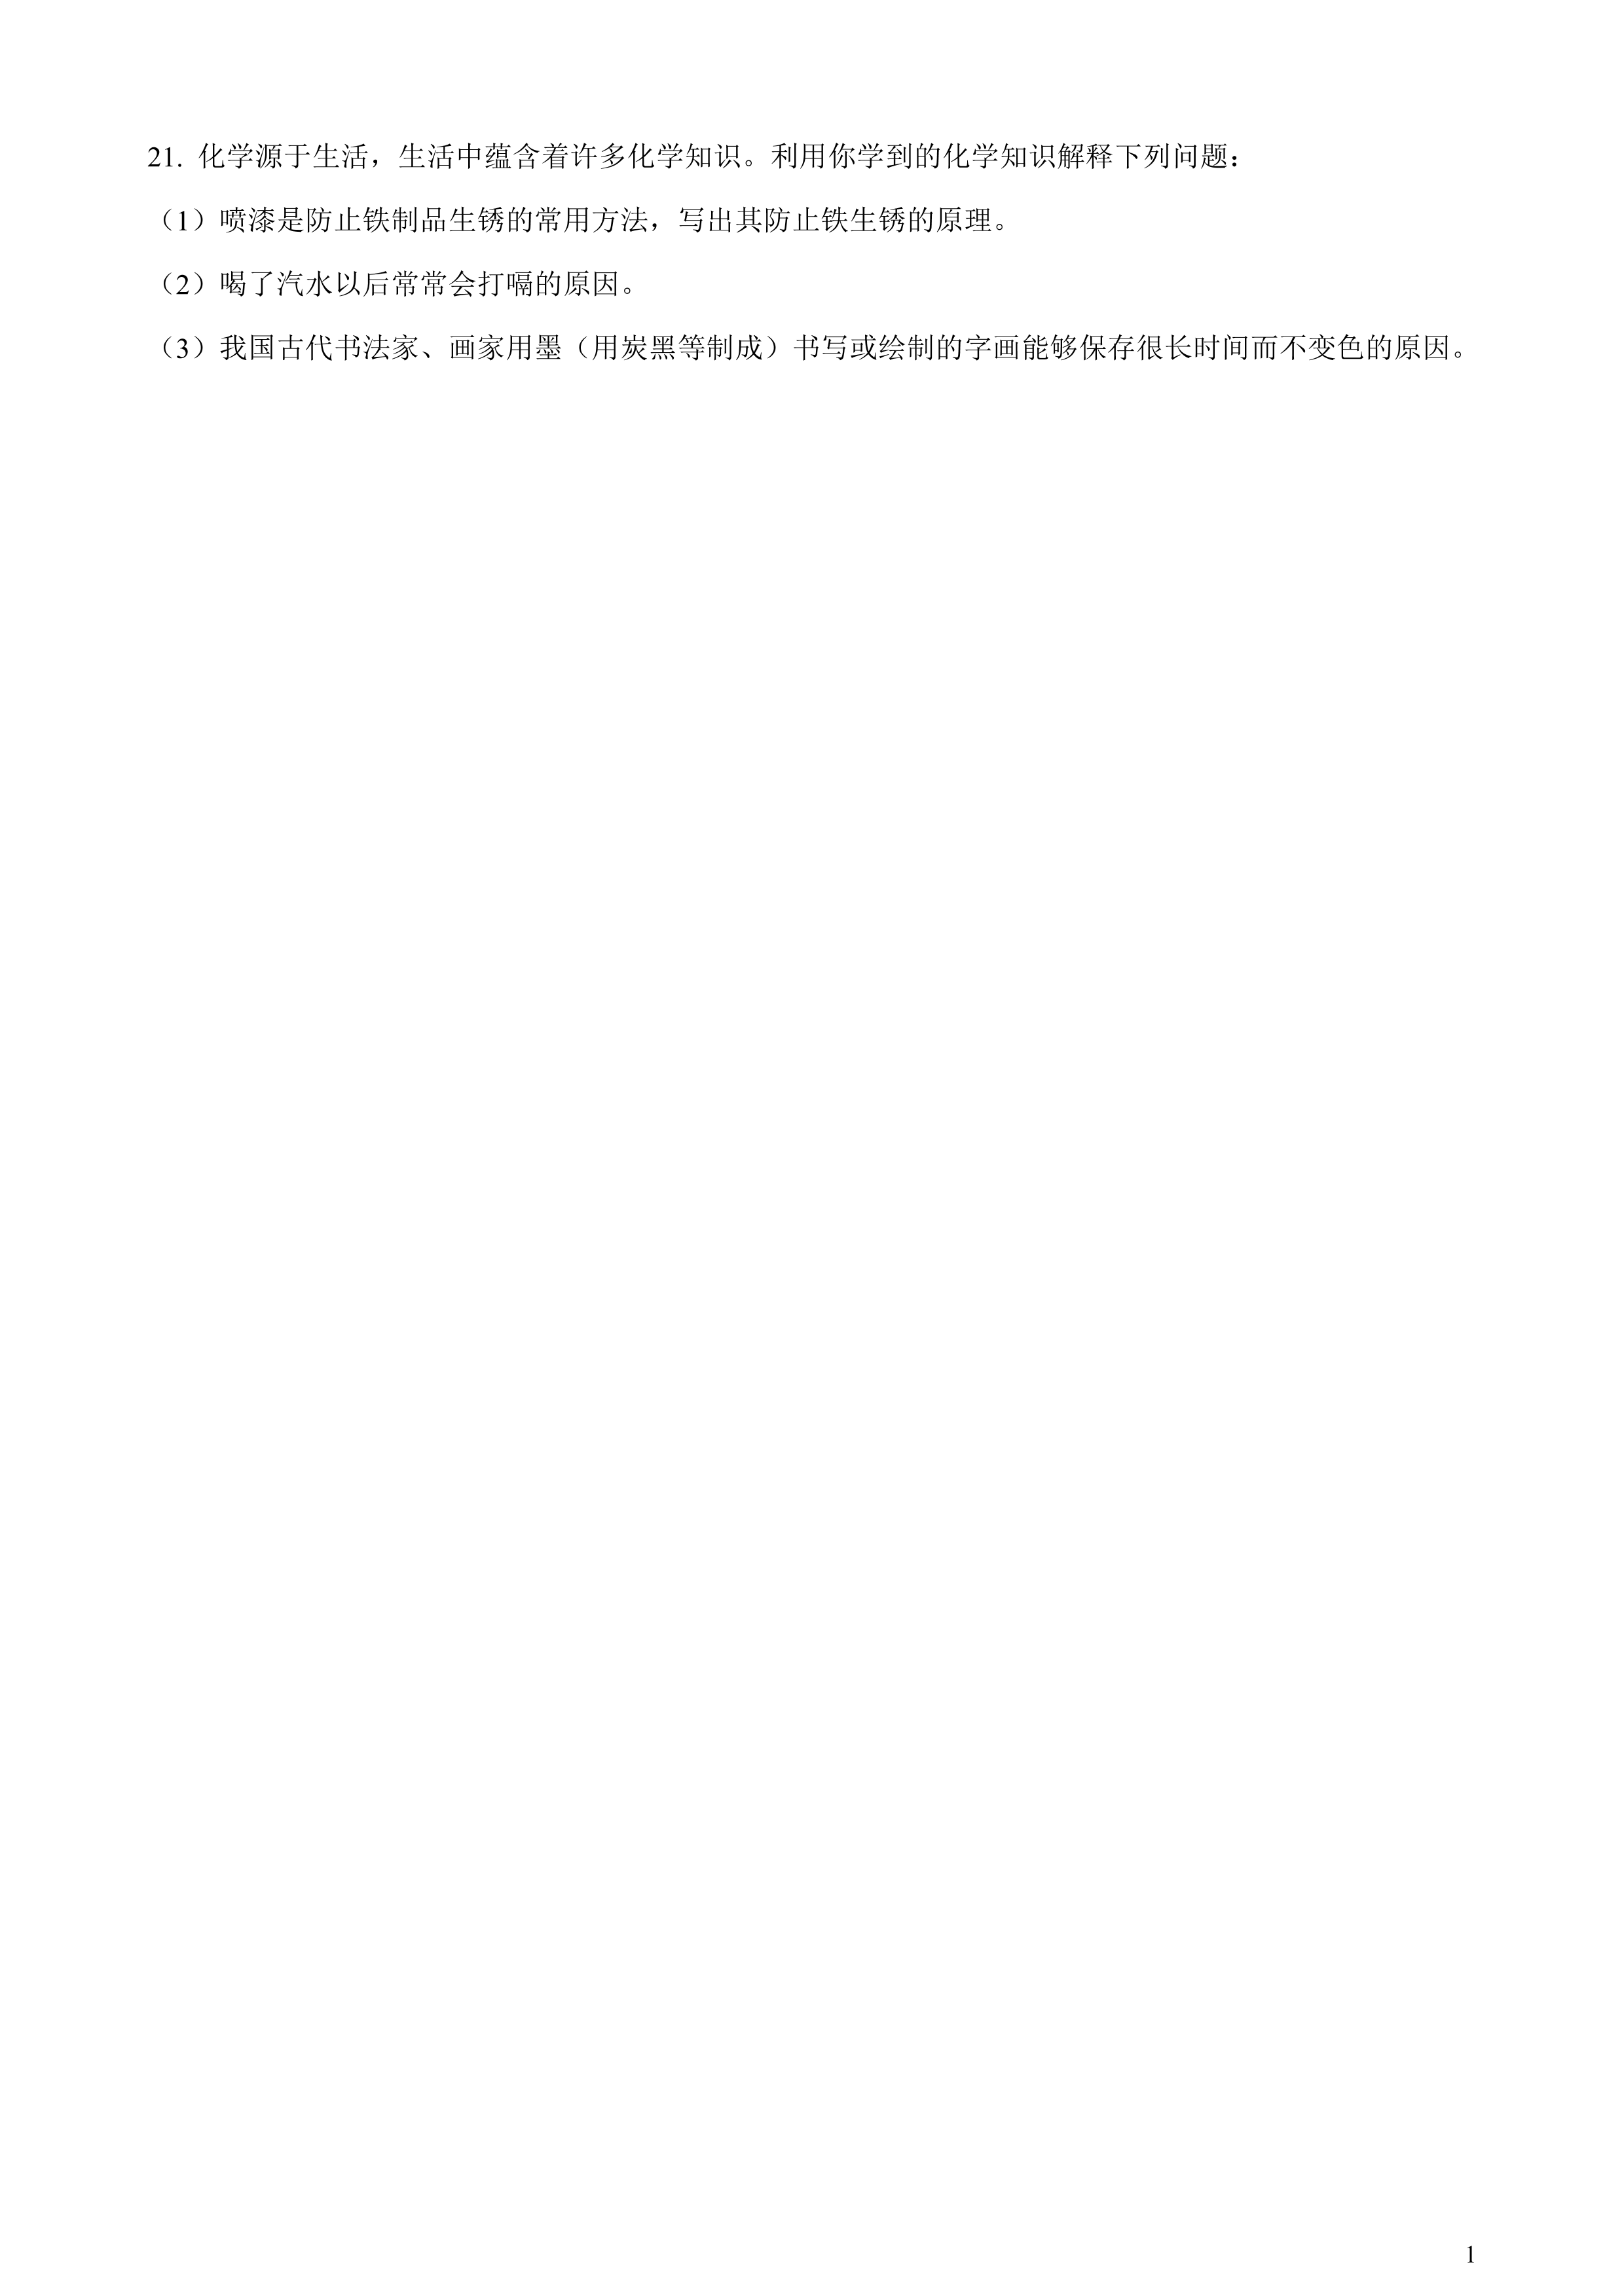 21. 化学源于生活，生活中蕴含着许多化学知识。利用你学到的化学知识解释下列问题：
（1）喷漆是防止铁制品生锈的常用方法，写出其防止铁生锈的原理。
（2）喝了汽水以后常常会打嗝的原因。
（3）我国古代书法家、画家用墨（用炭黑等制成）书写或绘制的字画能够保存很长时间而不变色的原因。
1